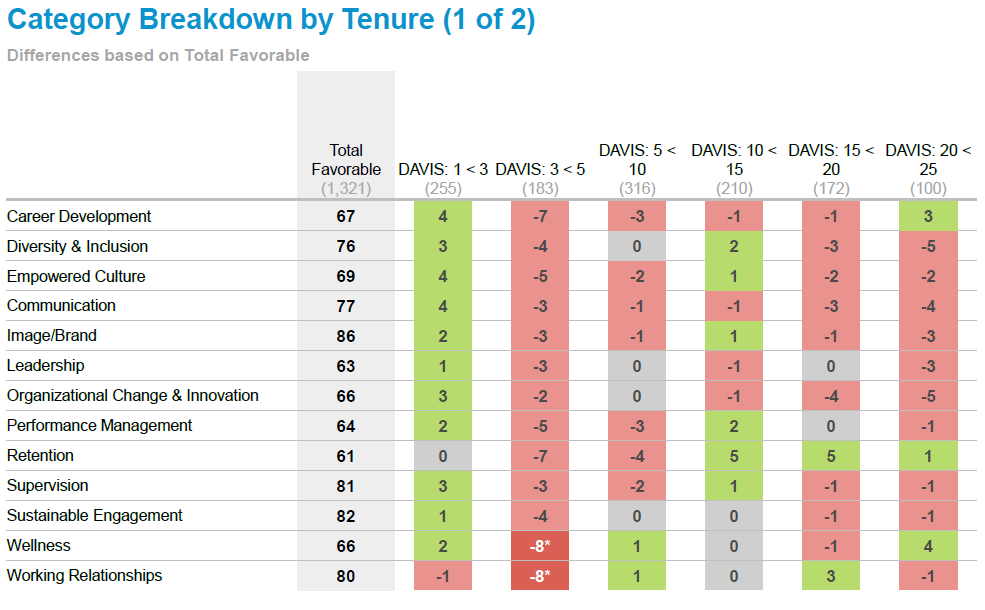 Category Breakdown by Tenure (1 of 2)
Differences based on Total Favorable
Total Favorable (1,321) DAVIS: 1 < 3 (255) DAVIS: 3 < 5 (183) DAVIS: 5 < 10 (316) DAVIS: 10 < 15 (210) DAVIS: 15 < 20 (172) DAVIS: 20 < 25 (100)
Career Development 67 4 -7 -3 -1 -1 3
Diversity & Inclusion 76 3 -4 0 2 -3 -5
Empowered Culture 69 4 -5 -2 1 -2 -2
Communication 77 4 -3 -1 -1 -3 -4
Image/Brand 86 2 -3 -1 1 -1 -3
Leadership 63 1 -3 0 -1 0 -3
Organizational Change & Innovation 66 3 -2 0 -1 -4 -5
Performance Management 64 2 -5 -3 2 0 -1
Retention 61 0 -7 -4 5 5 1
Supervision 81 3 -3 -2 1 -1 -1
Sustainable Engagement 82 1 -4 0 0 -1 -1
Wellness 66 2 -8* 1 0 -1 4
Working Relationships 80 -1 -8* 1 0 3 -1